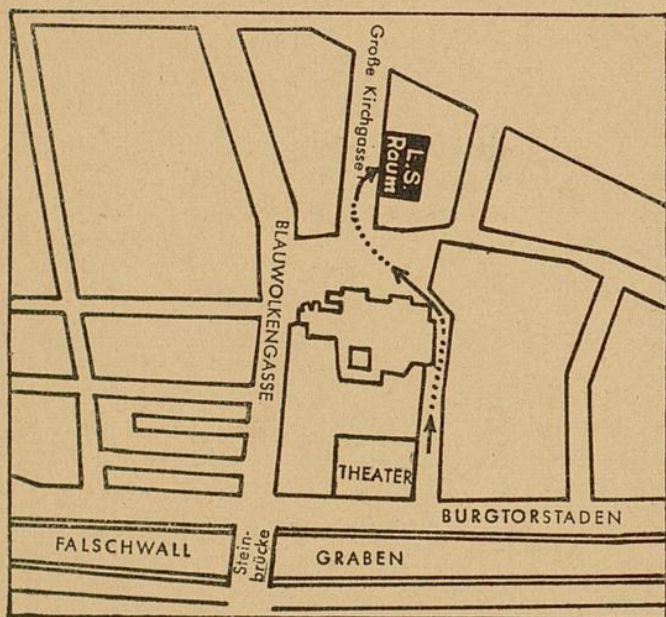 Große Kirchgasse
L.S.
Raum
BLAUWOLKENGASSE
THEATER
BURGTORSTADEN
FALSCHWALL
Stein-
brücke
GRABEN